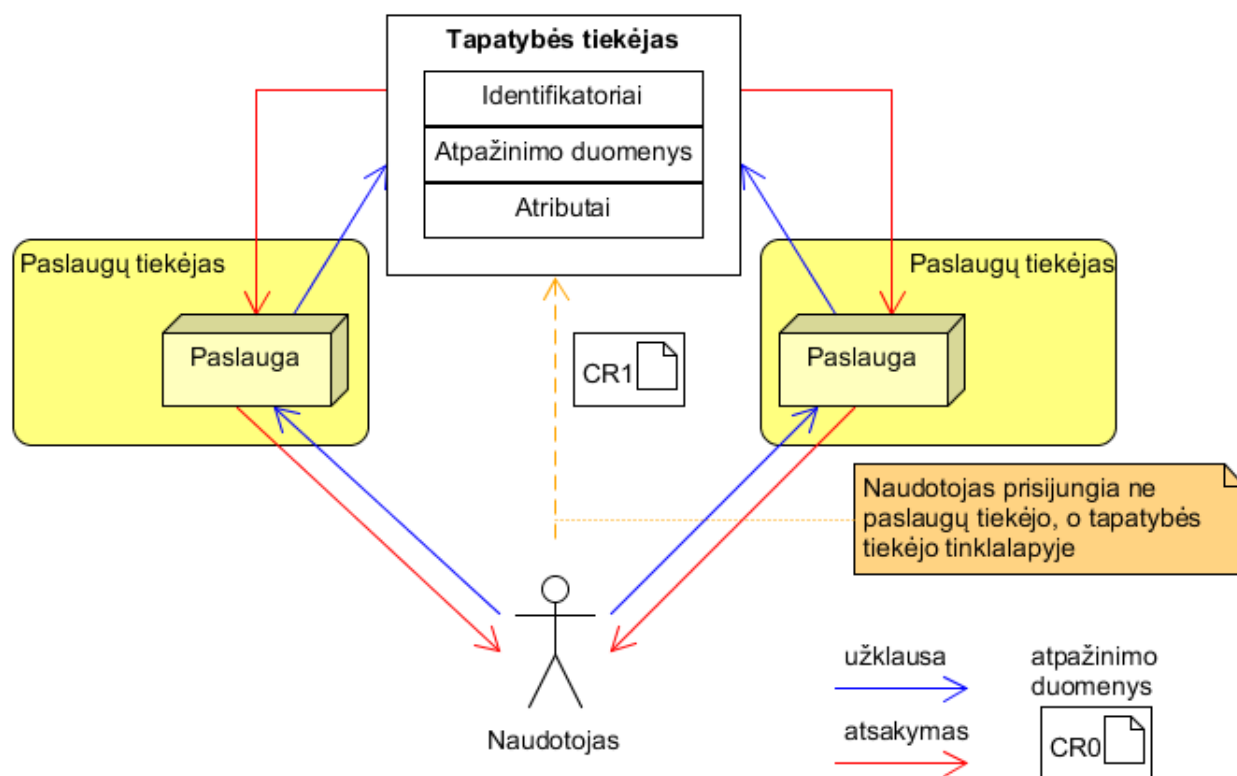 Tapatybės tiekėjas
Identifikatoriai
Atpažinimo duomenys
Atributai
Paslaugų tiekėjas
Paslauga
Paslaugų tiekėjas
Paslauga
CR1
Naudotojas prisijungia ne
paslaugų tiekėjo, o tapatybės
tiekėjo tinklalapyje
Naudotojas
užklausa
atsakymas
atpažinimo
duomenys
CR0